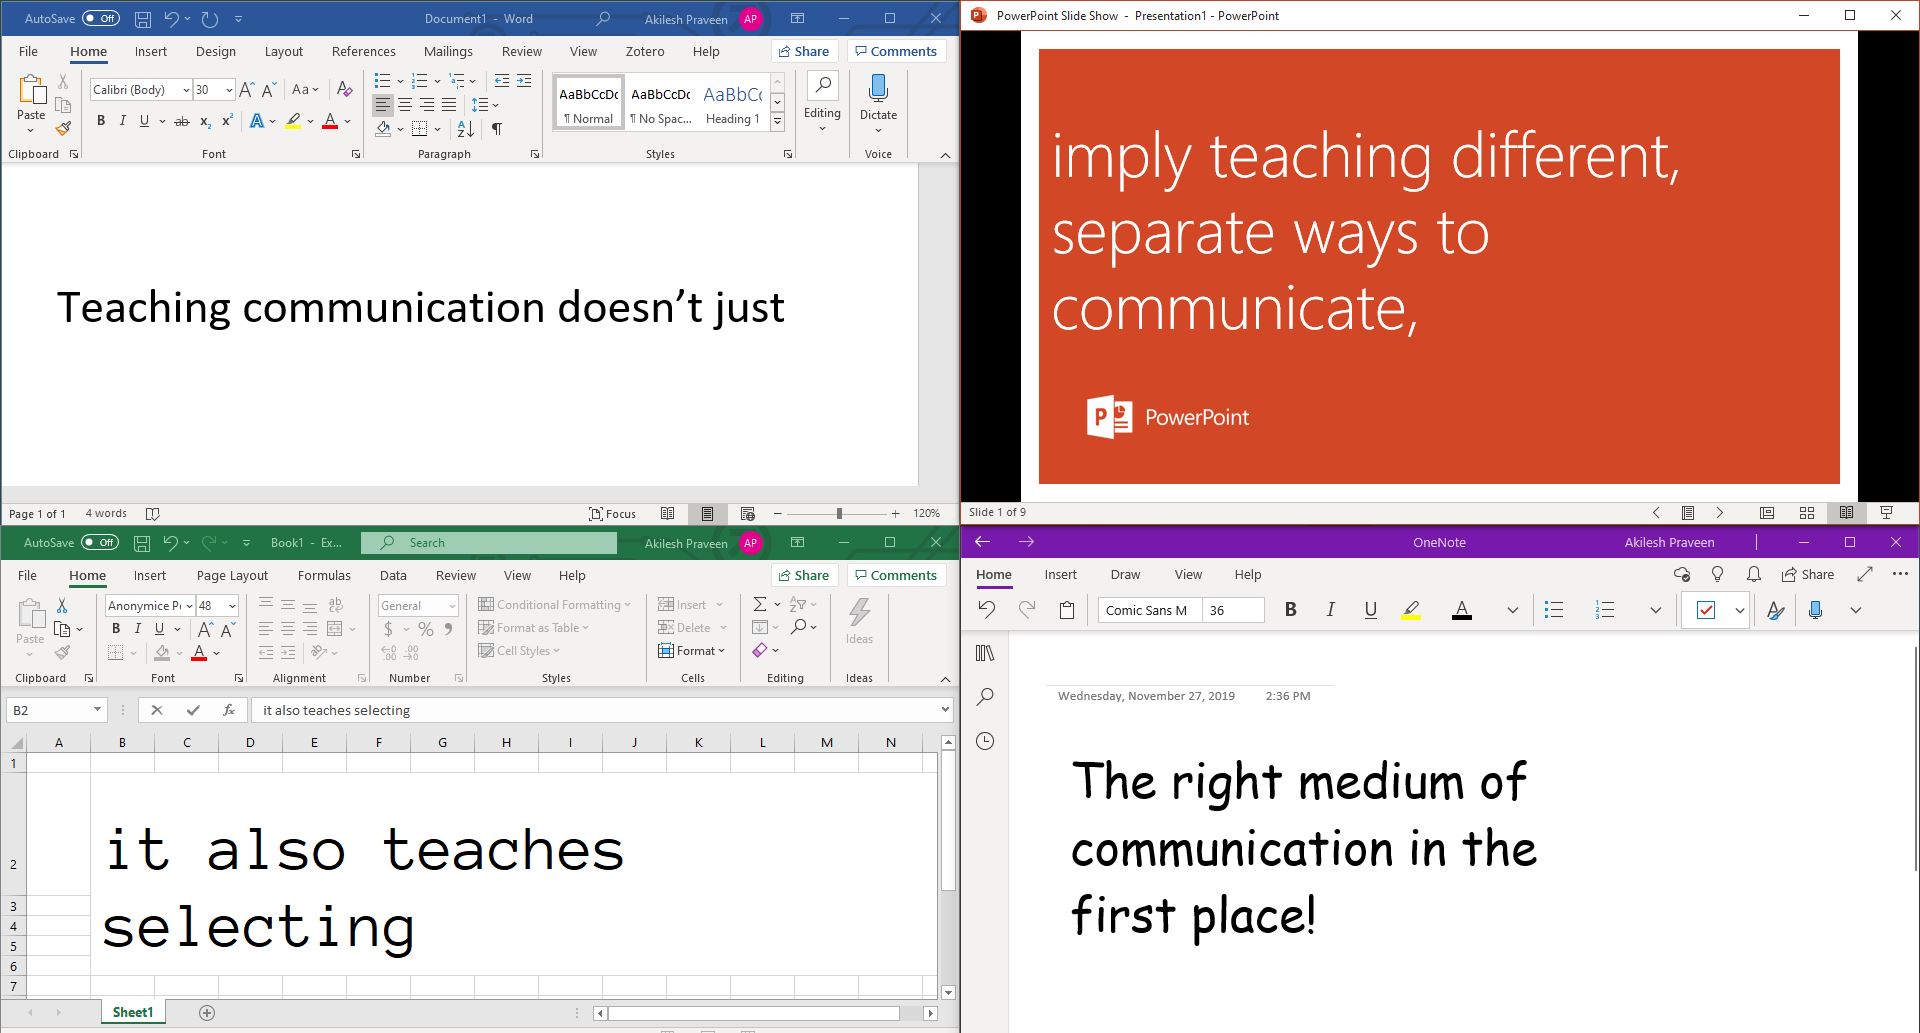 AutoSave Off Document1 - Word Akilesh Praveen AP
File Home Insert Design Layout References Mailings Review View Zotero Help Share Comments
Paste Calibri (Body) 30 A A Aa A AaBbCcDc AaBbCcDc AaBbCc Editing Dictate
B I U ab x₂ x² A A ¶ Normal ¶ No Spac... Heading 1
Clipboard Font Paragraph Styles Voice
Teaching communication doesn’t just
Page 1 of 1 4 words Focus 120%
PowerPoint Slide Show - Presentation1 - PowerPoint
imply teaching different,
separate ways to
communicate,
P PowerPoint
Slide 1 of 9
AutoSave Off Book1 - Ex... Search Akilesh Praveen AP
File Home Insert Page Layout Formulas Data Review View Help Share Comments
Paste Anonymice P 48 ab General Conditional Formatting Insert Ideas
B I U A A $ % Format as Table Delete
A Cell Styles Format
Clipboard Font Alignment Number Styles Cells Editing Ideas
B2 fx it also teaches selecting
A B C D E F G H I J K L M N
1
2
3
4
5
6
7
it also teaches
selecting
Sheet1
OneNote Akilesh Praveen
Home Insert Draw View Help Share
Comic Sans M 36 B I U A
Wednesday, November 27, 2019 2:36 PM
The right medium of
communication in the
first place!